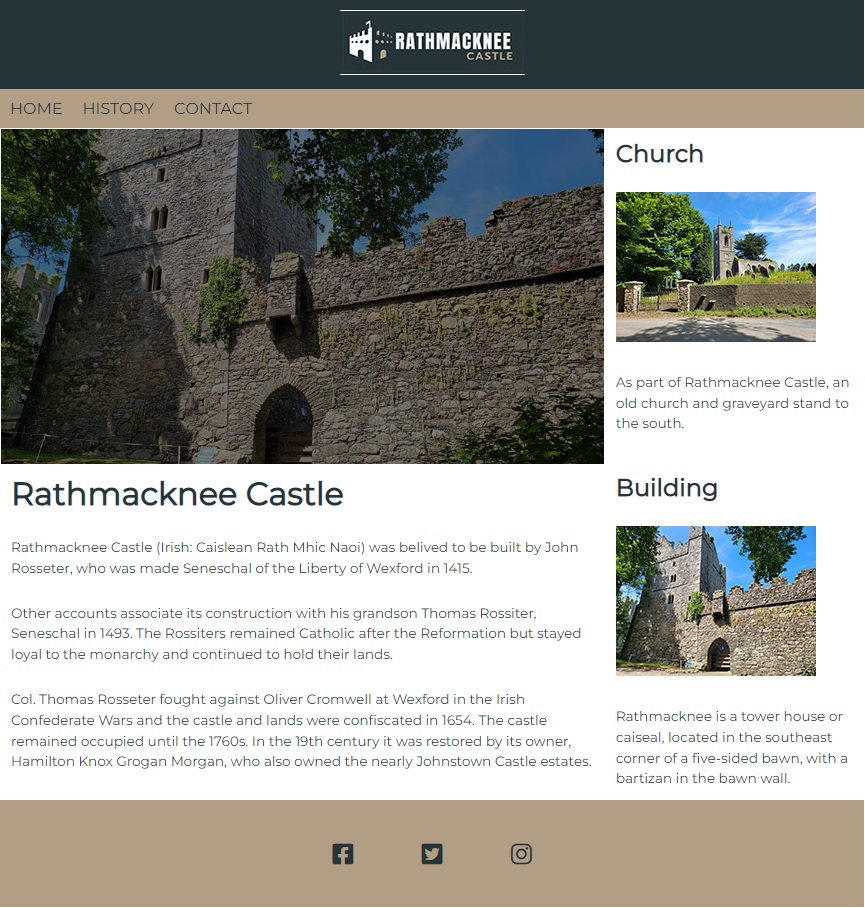 RATHMACKNEE
CASTLE
HOME HISTORY CONTACT
Rathmacknee Castle
Rathmacknee Castle (Irish: Caislean Rath Mhic Naoi) was belived to be built by John
Rosseter, who was made Seneschal of the Liberty of Wexford in 1415.
Other accounts associate its construction with his grandson Thomas Rossiter,
Seneschal in 1493. The Rossiters remained Catholic after the Reformation but stayed
loyal to the monarchy and continued to hold their lands.
Col. Thomas Rosseter fought against Oliver Cromwell at Wexford in the Irish
Confederate Wars and the castle and lands were confiscated in 1654. The castle
remained occupied until the 1760s. In the 19th century it was restored by its owner,
Hamilton Knox Grogan Morgan, who also owned the nearly Johnstown Castle estates.
Church
As part of Rathmacknee Castle, an
old church and graveyard stand to
the south.
Building
Rathmacknee is a tower house or
caiseal, located in the southeast
corner of a five-sided bawn, with a
bartizan in the bawn wall.